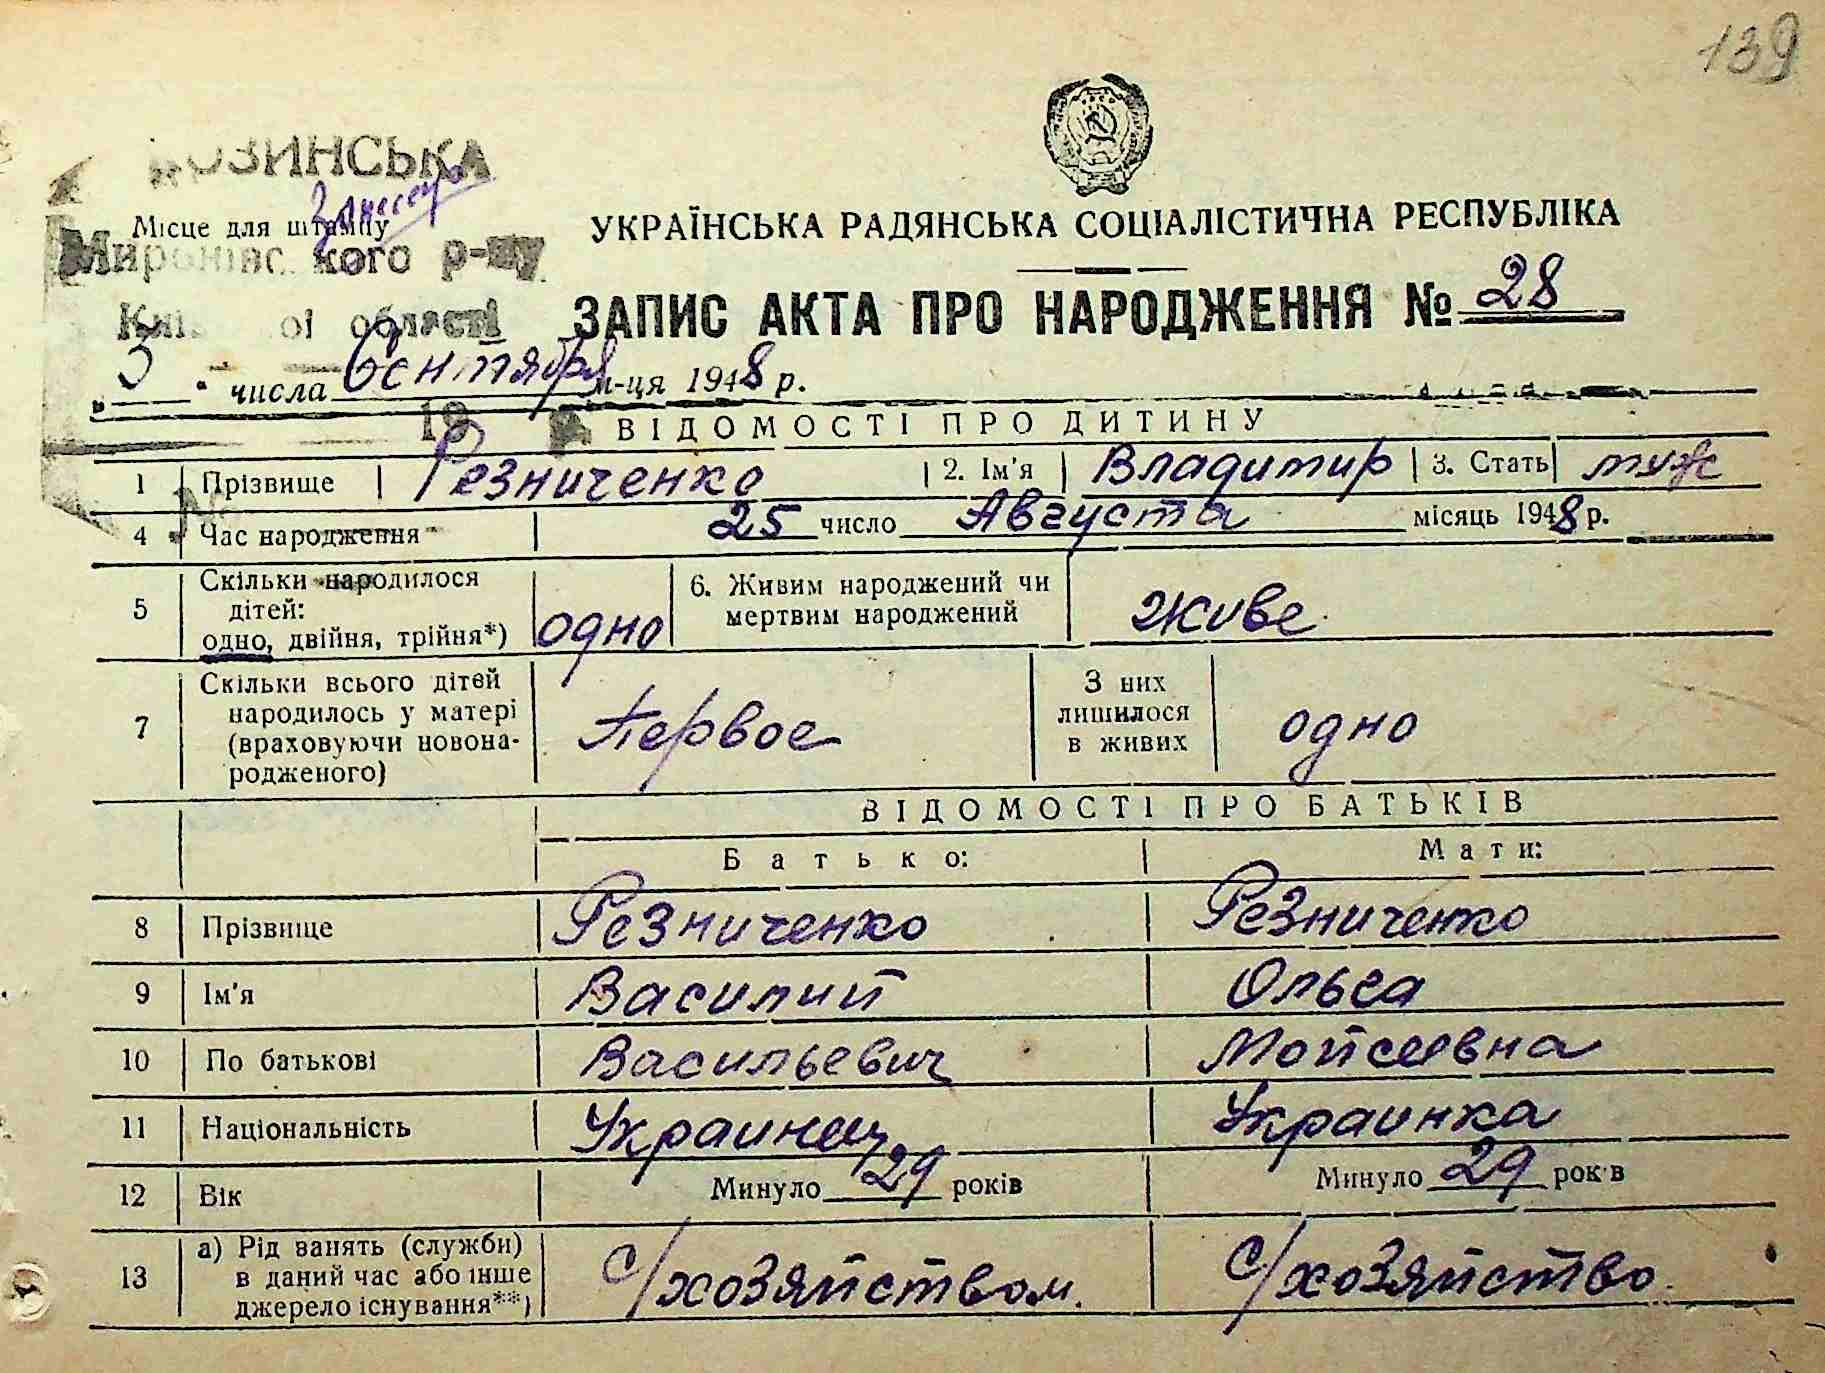 139
КОЗИНСЬКА
Занесено
Місце для штампу
Миронівського р-ну
області
УКРАЇНСЬКА РАДЯНСЬКА СОЦІАЛІСТИЧНА РЕСПУБЛІКА
ЗАПИС АКТА ПРО НАРОДЖЕННЯ № 28
3 " числа Сентября м-ця 1948 р.
19
ВІДОМОСТІ ПРО ДИТИНУ
1 Прізвище Резниченко 2. Ім'я Владимир 3. Стать муж
4 Час народження 25 число Августа місяць 1948 р.
5 Скільки народилося дітей: одно, двійня, трійня*) одно 6. Живим народжений чи мертвим народжений живе
7 Скільки всього дітей народилось у матері (враховуючи новонародженого) Первое З них лишилося в живих одно
ВІДОМОСТІ ПРО БАТЬКІВ
Батько: Мати:
8 Прізвище Резниченко Резниченко
9 Ім'я Василий Ольга
10 По батькові Васильевич Мойсеевна
11 Національність Украинец Украинка
12 Вік Минуло 29 років Минуло 29 років
13 а) Рід занять (служби) в даний час або інше джерело існування**) с/хозяйством. с/хозяйство.